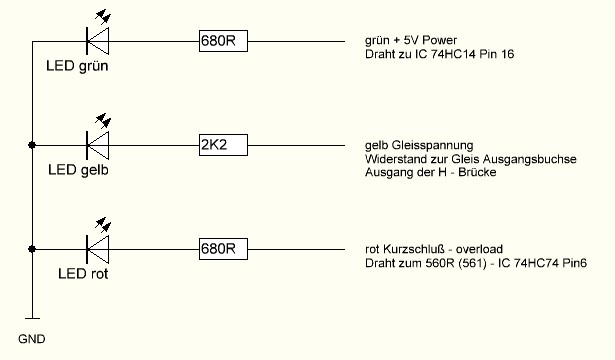 680R
grün + 5V Power
Draht zu IC 74HC14 Pin 16
LED grün
2K2
gelb Gleisspannung
Widerstand zur Gleis Ausgangsbuchse
Ausgang der H - Brücke
LED gelb
680R
rot Kurzschluß - overload
Draht zum 560R (561) - IC 74HC74 Pin6
LED rot
GND